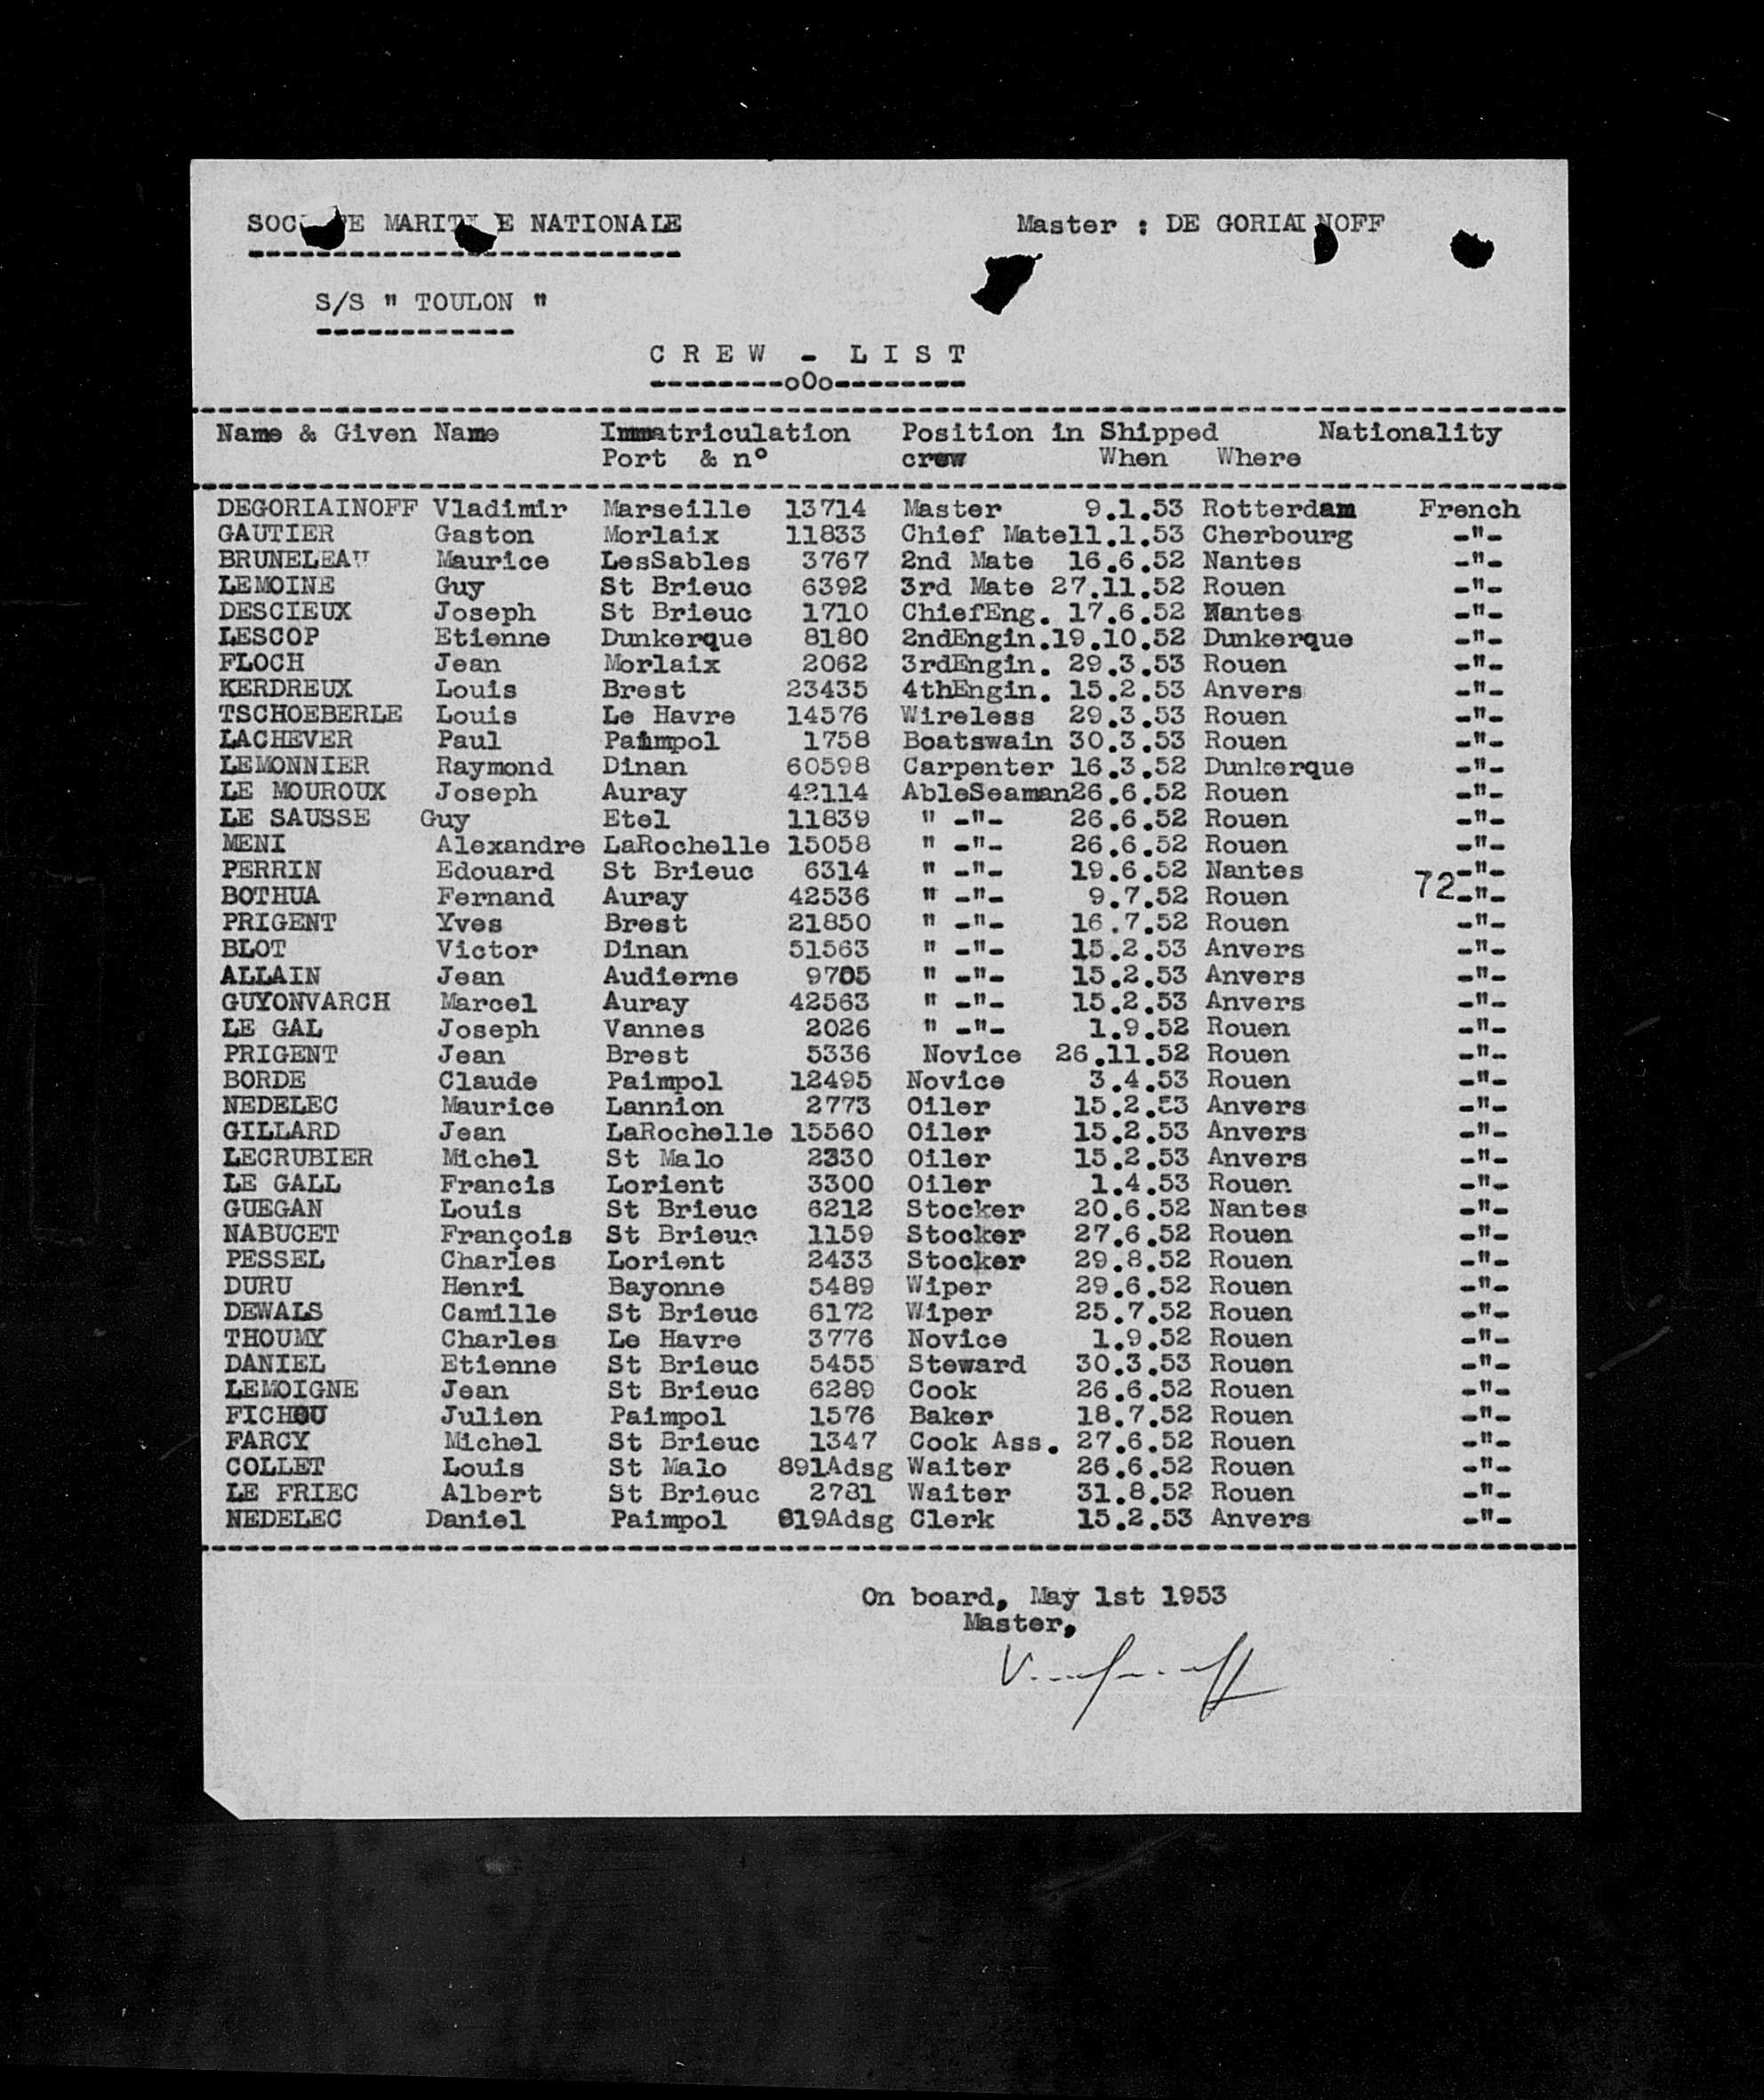 SOC TE MARIT E NATIONALE Master : DE GORIAI NOFF
S/S " TOULON "
C R E W - L I S T
---------oOo---------
Name & Given Name Immatriculation Position in Shipped Nationality
Port & n° crew When Where
DEGORIAINOFF Vladimir Marseille 13714 Master 9.1.53 Rotterdam French
GAUTIER Gaston Morlaix 11833 Chief Mate11.1.53 Cherbourg -"-
BRUNELEAU Maurice LesSables 3767 2nd Mate 16.6.52 Nantes -"-
LEMOINE Guy St Brieuc 6392 3rd Mate 27.11.52 Rouen -"-
DESCIEUX Joseph St Brieuc 1710 ChiefEng. 17.6.52 Nantes -"-
LESCOP Etienne Dunkerque 8180 2ndEngin.19.10.52 Dunkerque -"-
FLOCH Jean Morlaix 2062 3rdEngin. 29.3.53 Rouen -"-
KERDREUX Louis Brest 23435 4thEngin. 15.2.53 Anvers -"-
TSCHOEBERLE Louis Le Havre 14576 Wireless 29.3.53 Rouen -"-
LACHEVER Paul Paimpol 1758 Boatswain 30.3.53 Rouen -"-
LEMONNIER Raymond Dinan 60598 Carpenter 16.3.52 Dunkerque -"-
LE MOUROUX Joseph Auray 42114 AbleSeaman26.6.52 Rouen -"-
LE SAUSSE Guy Etel 11839 " -"- 26.6.52 Rouen -"-
MENI Alexandre LaRochelle 15058 " -"- 26.6.52 Rouen -"-
PERRIN Edouard St Brieuc 6314 " -"- 19.6.52 Nantes -"-
BOTHUA Fernand Auray 42536 " -"- 9.7.52 Rouen 72-"-
PRIGENT Yves Brest 21850 " -"- 16.7.52 Rouen -"-
BLOT Victor Dinan 51563 " -"- 15.2.53 Anvers -"-
ALLAIN Jean Audierne 9705 " -"- 15.2.53 Anvers -"-
GUYONVARCH Marcel Auray 42563 " -"- 15.2.53 Anvers -"-
LE GAL Joseph Vannes 2026 " -"- 1.9.52 Rouen -"-
PRIGENT Jean Brest 5336 Novice 26.11.52 Rouen -"-
BORDE Claude Paimpol 12495 Novice 3.4.53 Rouen -"-
NEDELEC Maurice Lannion 2773 Oiler 15.2.53 Anvers -"-
GILLARD Jean LaRochelle 15560 Oiler 15.2.53 Anvers -"-
LECRUBIER Michel St Malo 2330 Oiler 15.2.53 Anvers -"-
LE GALL Francis Lorient 3300 Oiler 1.4.53 Rouen -"-
GUEGAN Louis St Brieuc 6212 Stocker 20.6.52 Nantes -"-
NABUCET François St Brieuc 1159 Stocker 27.6.52 Rouen -"-
PESSEL Charles Lorient 2433 Stocker 29.8.52 Rouen -"-
DURU Henri Bayonne 5489 Wiper 29.6.52 Rouen -"-
DEWALS Camille St Brieuc 6172 Wiper 25.7.52 Rouen -"-
THOUMY Charles Le Havre 3776 Novice 1.9.52 Rouen -"-
DANIEL Etienne St Brieuc 5455 Steward 30.3.53 Rouen -"-
LEMOIGNE Jean St Brieuc 6289 Cook 26.6.52 Rouen -"-
FICHOU Julien Paimpol 1576 Baker 18.7.52 Rouen -"-
FARCY Michel St Brieuc 1347 Cook Ass. 27.6.52 Rouen -"-
COLLET Louis St Malo 891Adsg Waiter 26.6.52 Rouen -"-
LE FRIEC Albert St Brieuc 2781 Waiter 31.8.52 Rouen -"-
NEDELEC Daniel Paimpol 819Adsg Clerk 15.2.53 Anvers -"-
On board, May 1st 1953
Master,